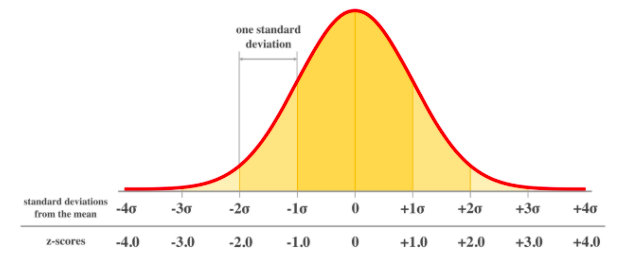 one standard
deviation
standard deviations
from the mean
-4σ -3σ -2σ -1σ 0 +1σ +2σ +3σ +4σ
z-scores -4.0 -3.0 -2.0 -1.0 0 +1.0 +2.0 +3.0 +4.0